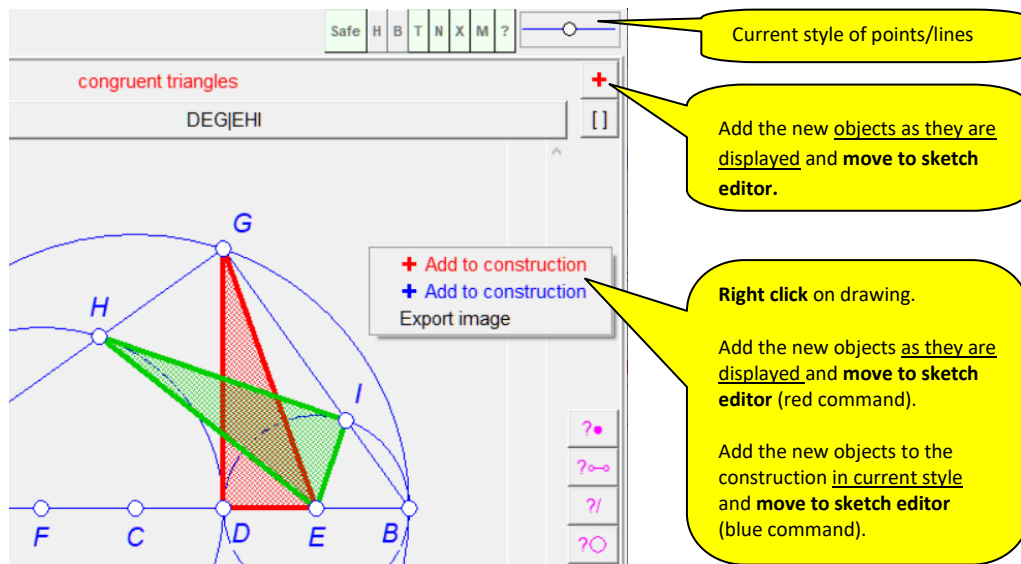 Safe H B T N X M ?
Current style of points/lines
congruent triangles
+
DEG|EHI
[ ]
Add the new objects as they are
displayed and move to sketch
editor.
G
+ Add to construction
+ Add to construction
Export image
H
I
Right click on drawing.
Add the new objects as they are
displayed and move to sketch
editor (red command).
Add the new objects to the
construction in current style
and move to sketch editor
(blue command).
?
?
?/
?
F C D E B